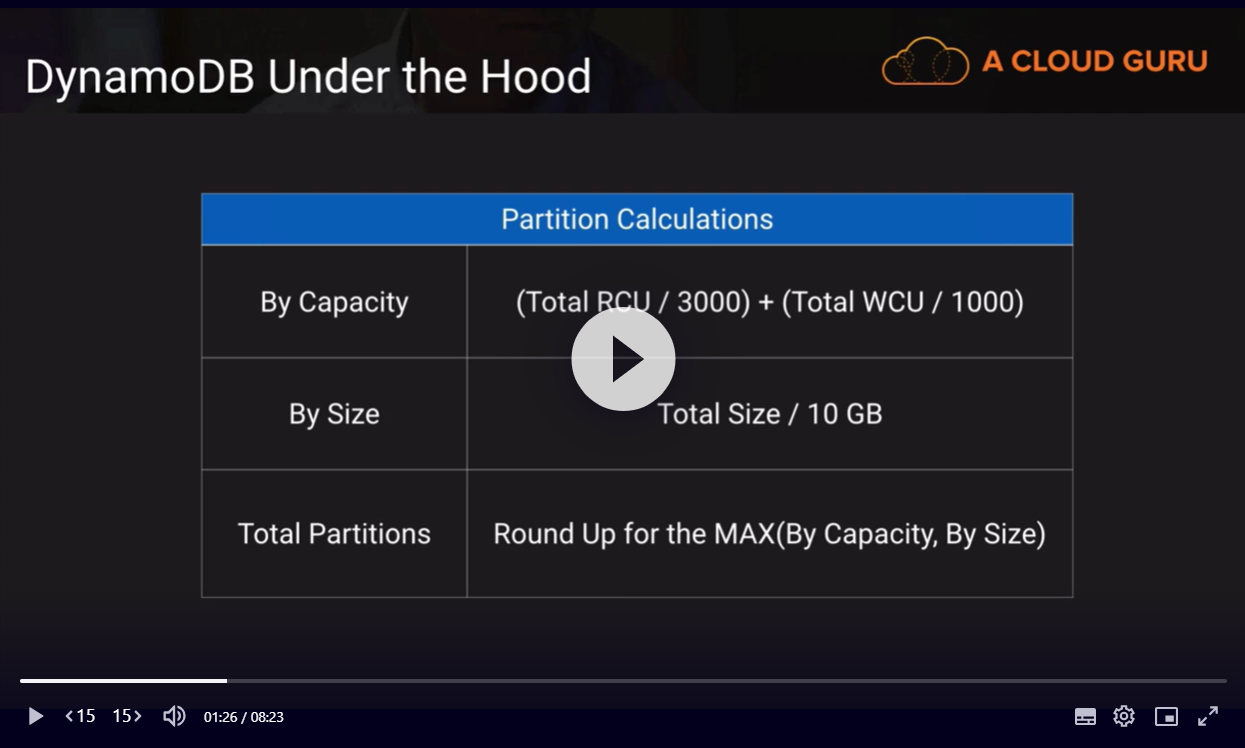 DynamoDB Under the Hood
A CLOUD GURU
Partition Calculations
By Capacity
(Total RCU / 3000) + (Total WCU / 1000)
By Size
Total Size / 10 GB
Total Partitions
Round Up for the MAX(By Capacity, By Size)
15
15
01:26 / 08:23